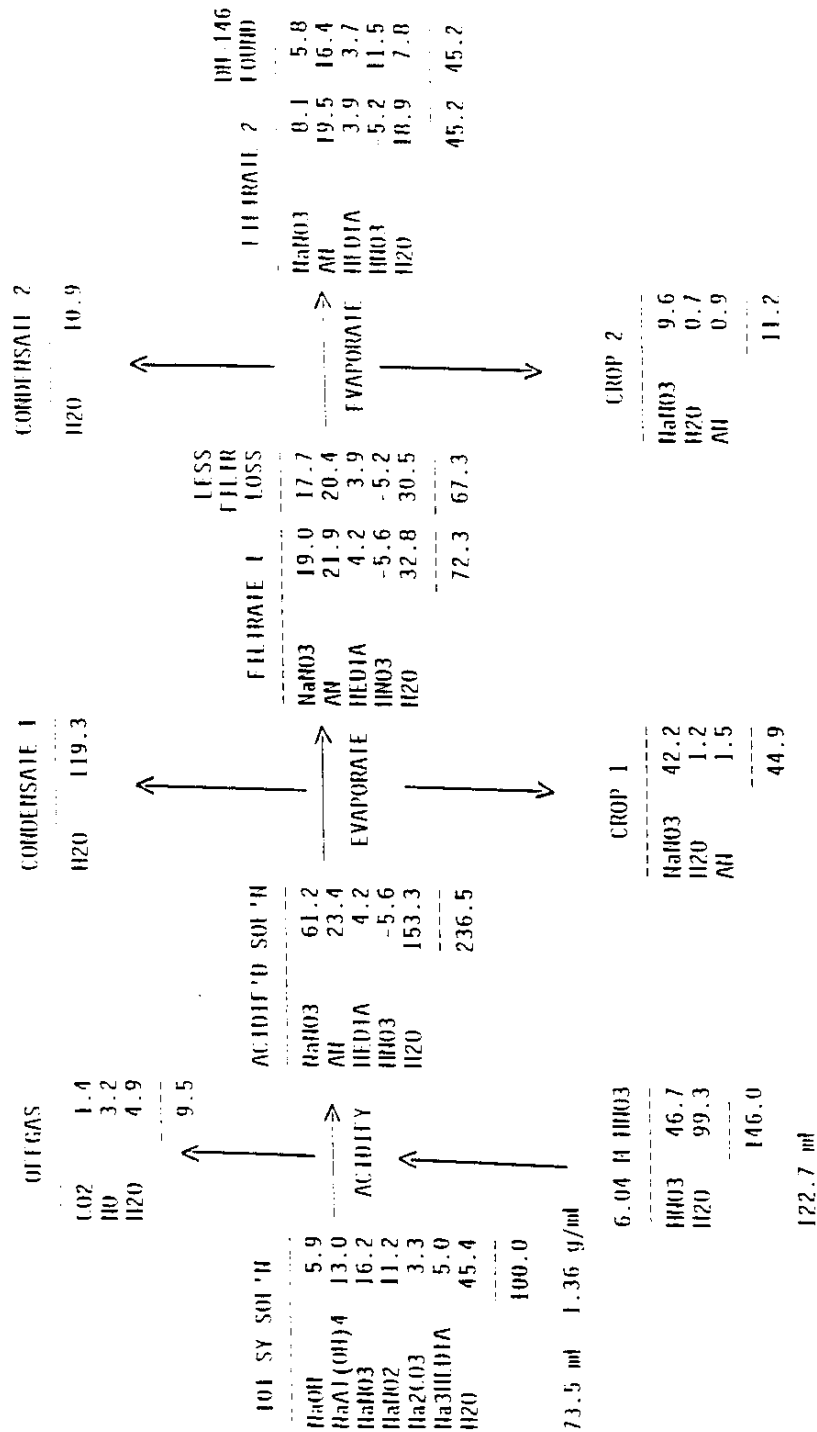 OFFGAS
CO2 1.4
NO 3.2
H2O 4.9
9.5
CONDENSATE 1
H2O 119.3
CONDENSATE 2
H2O 10.9
101 SY SOL'N
NaOH 5.9
NaAl(OH)4 13.0
NaNO3 16.2
NaNO2 11.2
Na2CO3 3.3
Na3HEDTA 5.0
H2O 45.4
100.0
73.5 ml 1.36 g/ml
ACIDIFY
ACIDIF'D SOL'N
NaNO3 61.2
AN 23.4
HEDTA 4.2
HNO3 -5.6
H2O 153.3
236.5
EVAPORATE
FILTRATE 1
LESS FILTR LOSS
NaNO3 19.0 17.7
AN 21.9 20.4
HEDTA 4.2 3.9
HNO3 -5.6 -5.2
H2O 32.8 30.5
72.3 67.3
EVAPORATE
FILTRATE 2
DN-146 FOUND
NaNO3 8.1 5.8
AN 19.5 16.4
HEDTA 3.9 3.7
HNO3 -5.2 11.5
H2O 18.9 7.8
45.2 45.2
6.04 M HNO3
HNO3 46.7
H2O 99.3
146.0
122.7 ml
CROP 1
NaNO3 42.2
H2O 1.2
AN 1.5
44.9
CROP 2
NaNO3 9.6
H2O 0.7
AN 0.9
11.2